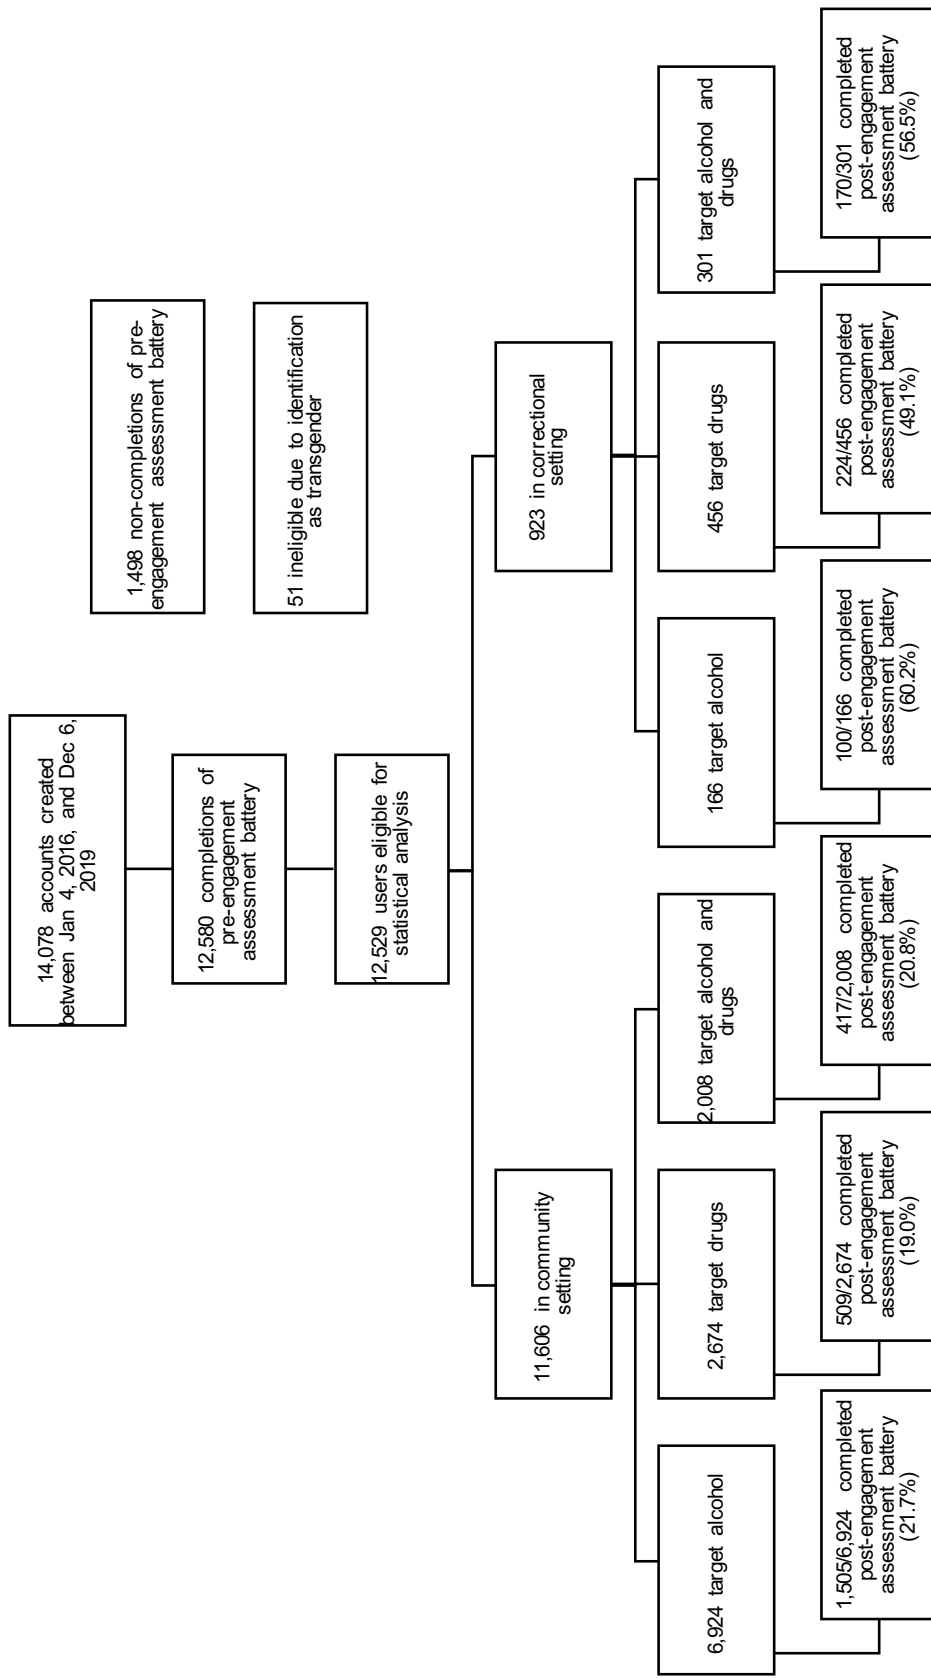 14,078 accounts created
between Jan 4, 2016, and Dec 6,
2019
1,498 non-completions of pre-
engagement assessment battery
12,580 completions of
pre-engagement
assessment battery
51 ineligible due to identification
as transgender
12,529 users eligible for
statistical analysis
11,606 in community
setting
923 in correctional
setting
6,924 target alcohol
2,674 target drugs
2,008 target alcohol and
drugs
166 target alcohol
456 target drugs
301 target alcohol and
drugs
1,505/6,924 completed
post-engagement
assessment battery
(21.7%)
509/2,674 completed
post-engagement
assessment battery
(19.0%)
417/2,008 completed
post-engagement
assessment battery
(20.8%)
100/166 completed
post-engagement
assessment battery
(60.2%)
224/456 completed
post-engagement
assessment battery
(49.1%)
170/301 completed
post-engagement
assessment battery
(56.5%)